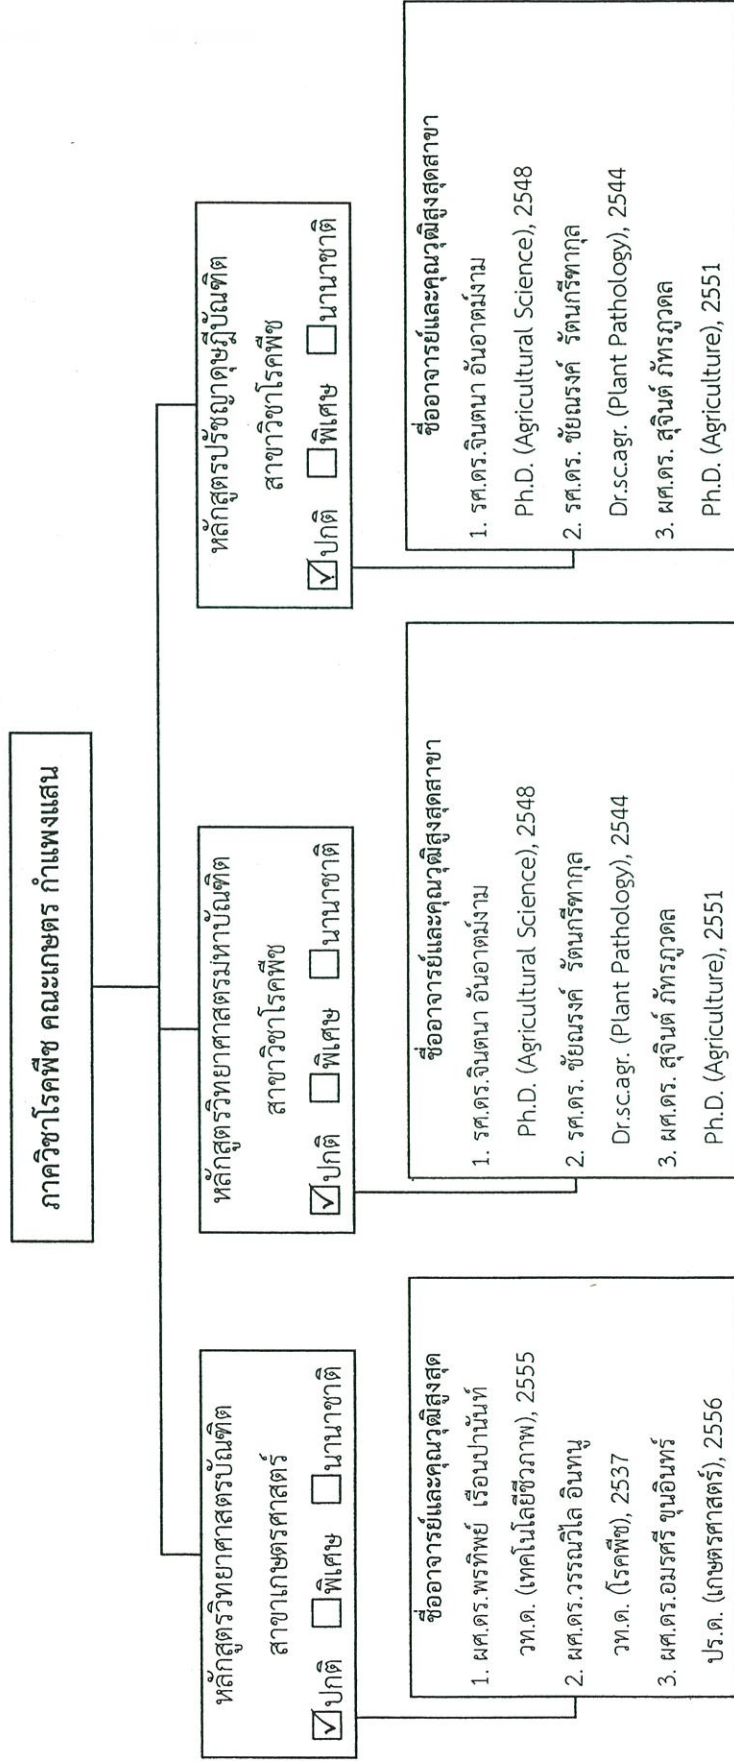 ภาควิชาโรคพืช คณะเกษตร กำแพงแสน
หลักสูตรวิทยาศาสตรบัณฑิต
สาขาเกษตรศาสตร์
☑ปกติ ☐พิเศษ ☐นานาชาติ
ชื่ออาจารย์และคุณวุฒิสูงสุด
1. ผศ.ดร.พรทิพย์ เรือนปานันท์
วท.ด. (เทคโนโลยีชีวภาพ), 2555
2. ผศ.ดร.วรรณวิไล อินทนู
วท.ด. (โรคพืช), 2537
3. ผศ.ดร.อมรศรี ขุนอินทร์
ปร.ด. (เกษตรศาสตร์), 2556
หลักสูตรวิทยาศาสตรมหาบัณฑิต
สาขาวิชาโรคพืช
☑ปกติ ☐พิเศษ ☐นานาชาติ
ชื่ออาจารย์และคุณวุฒิสูงสุดสาขา
1. รศ.ดร.จินตนา อันอาตม์งาม
Ph.D. (Agricultural Science), 2548
2. รศ.ดร. ชัยณรงค์ รัตนกรีฑากุล
Dr.sc.agr. (Plant Pathology), 2544
3. ผศ.ดร. สุจินต์ ภัทรภูวดล
Ph.D. (Agriculture), 2551
หลักสูตรปรัชญาดุษฎีบัณฑิต
สาขาวิชาโรคพืช
☑ปกติ ☐พิเศษ ☐นานาชาติ
ชื่ออาจารย์และคุณวุฒิสูงสุดสาขา
1. รศ.ดร.จินตนา อันอาตม์งาม
Ph.D. (Agricultural Science), 2548
2. รศ.ดร. ชัยณรงค์ รัตนกรีฑากุล
Dr.sc.agr. (Plant Pathology), 2544
3. ผศ.ดร. สุจินต์ ภัทรภูวดล
Ph.D. (Agriculture), 2551